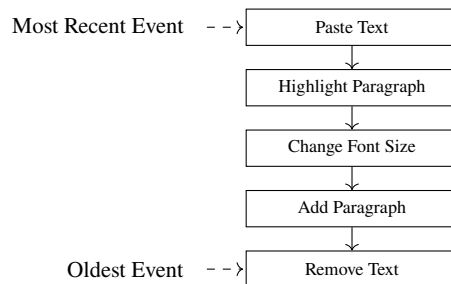 Most Recent Event
Paste Text
Highlight Paragraph
Change Font Size
Add Paragraph
Oldest Event
Remove Text